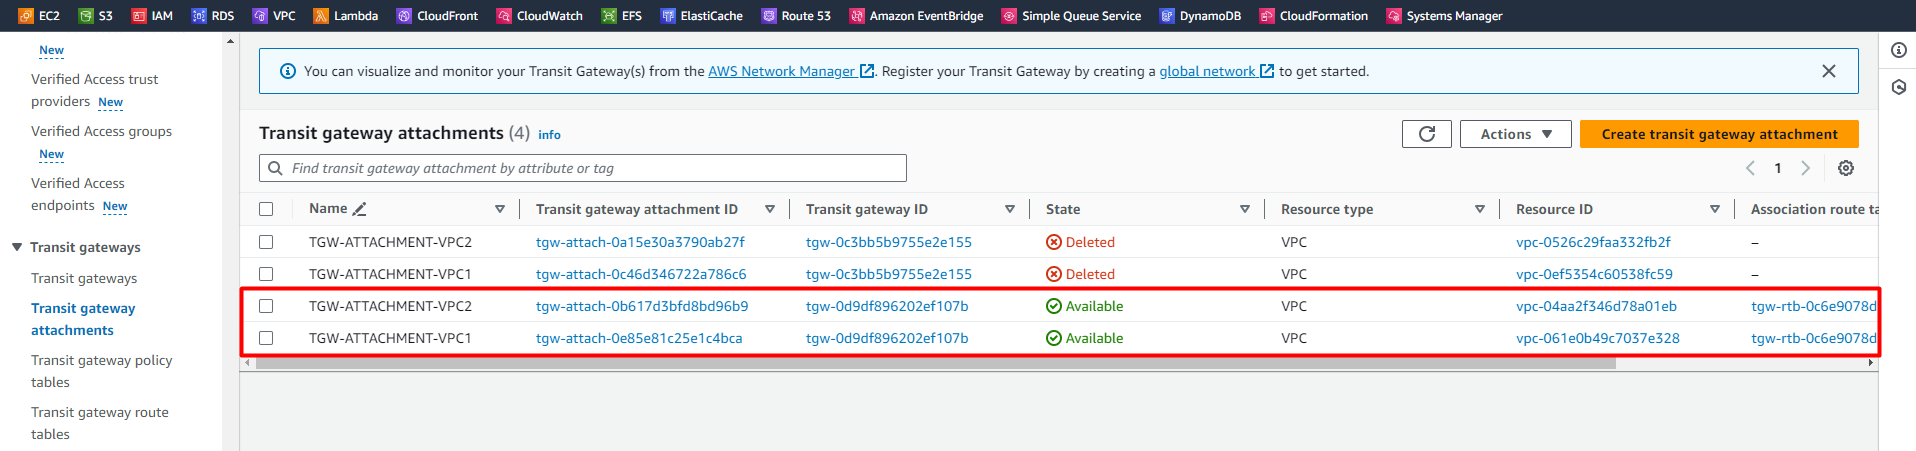 EC2 S3 IAM RDS VPC Lambda CloudFront CloudWatch EFS ElastiCache Route 53 Amazon EventBridge Simple Queue Service DynamoDB CloudFormation Systems Manager
New
Verified Access trust
providers New
Verified Access groups
New
Verified Access
endpoints New
Transit gateways
Transit gateways
Transit gateway
attachments
Transit gateway policy
tables
Transit gateway route
tables
You can visualize and monitor your Transit Gateway(s) from the AWS Network Manager. Register your Transit Gateway by creating a global network to get started.
Transit gateway attachments (4) info
Actions
Create transit gateway attachment
Find transit gateway attachment by attribute or tag
1
Name Transit gateway attachment ID Transit gateway ID State Resource type Resource ID Association route ta
TGW-ATTACHMENT-VPC2 tgw-attach-0a15e30a3790ab27f tgw-0c3bb5b9755e2e155 Deleted VPC vpc-0526c29faa332fb2f –
TGW-ATTACHMENT-VPC1 tgw-attach-0c46d346722a786c6 tgw-0c3bb5b9755e2e155 Deleted VPC vpc-0ef5354c60538fc59 –
TGW-ATTACHMENT-VPC2 tgw-attach-0b617d3bfd8bd96b9 tgw-0d9df896202ef107b Available VPC vpc-04aa2f346d78a01eb tgw-rtb-0c6e9078d
TGW-ATTACHMENT-VPC1 tgw-attach-0e85e81c25e1c4bca tgw-0d9df896202ef107b Available VPC vpc-061e0b49c7037e328 tgw-rtb-0c6e9078d